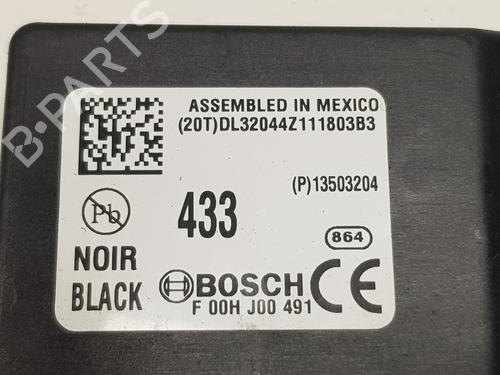 B-PARTS
ASSEMBLED IN MEXICO
(20T)DL32044Z111803B3
(P)13503204
Pb
433
864
NOIR
BLACK
BOSCH
CE
F 00H J00 491